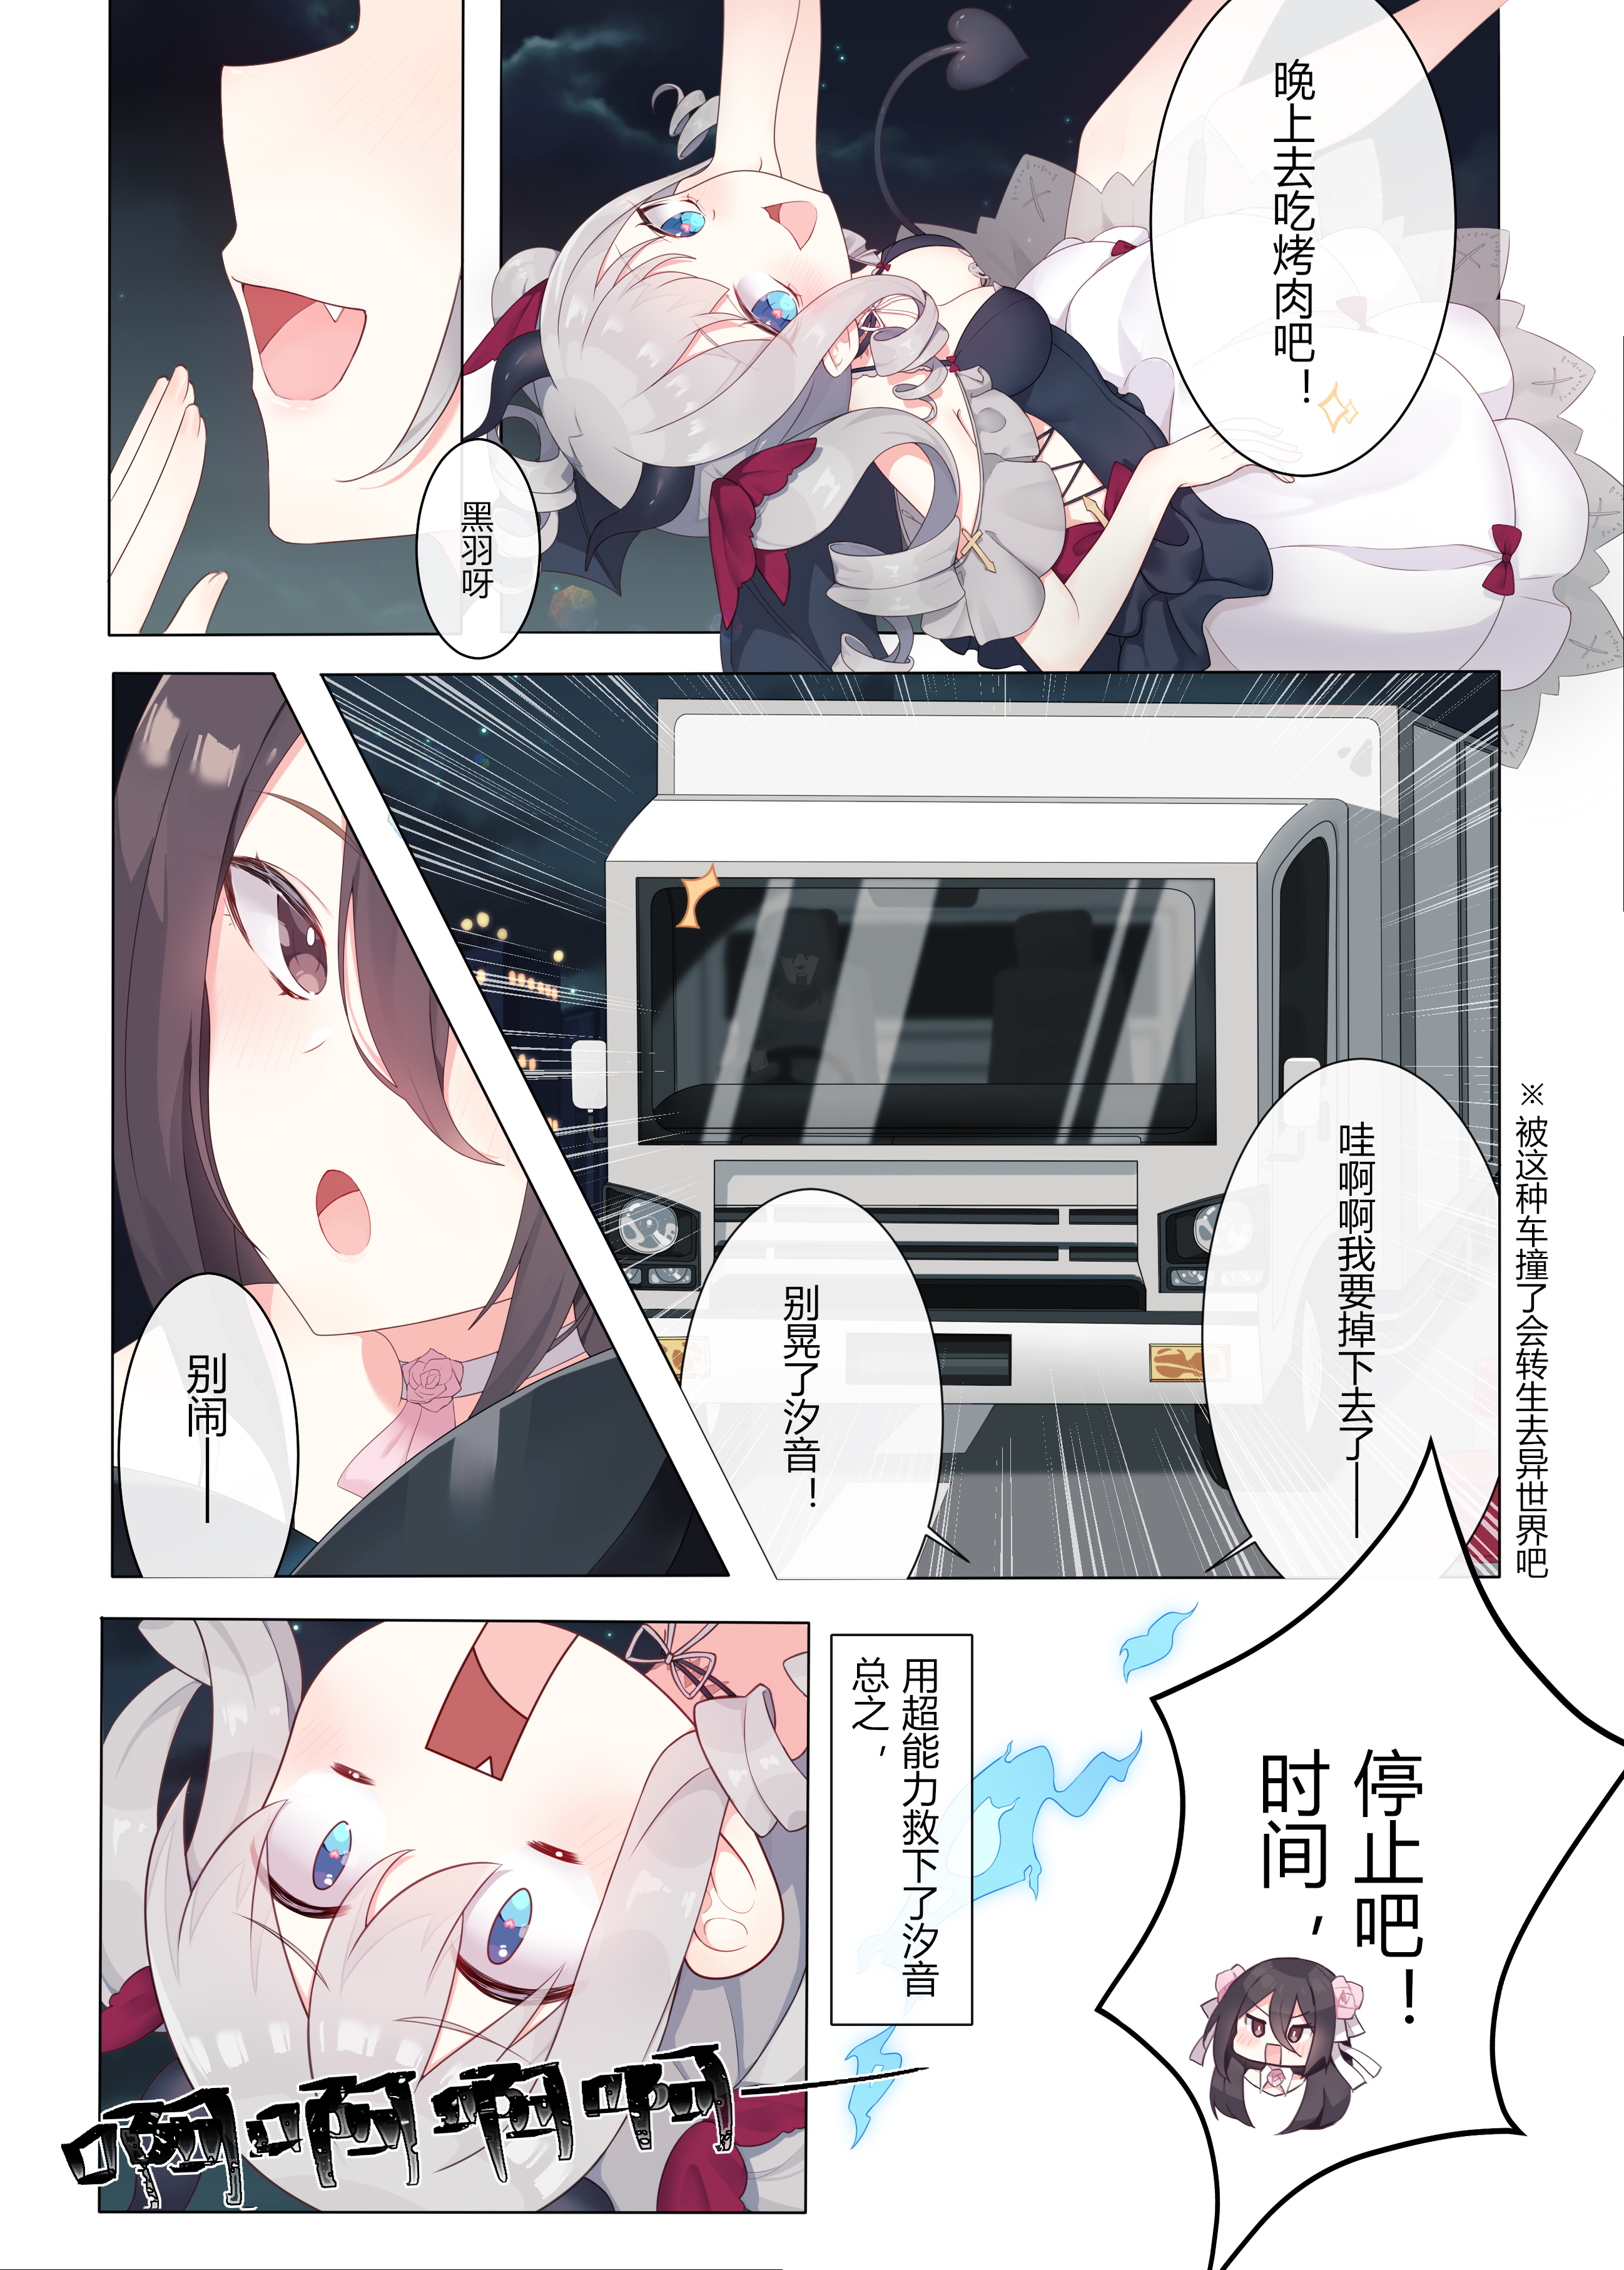 晚上去吃烤肉吧！
黑羽呀
※被这种车撞了会转生去异世界吧
哇啊啊我要掉下去了——
别晃了汐音！
别闹——
停止吧！
时间，
用超能力救下了汐音
总之，
啊啊啊啊—